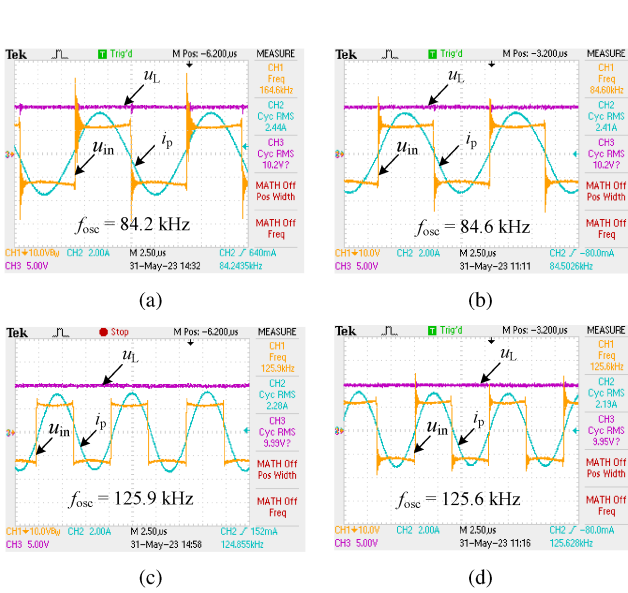 Tek Trig'd M Pos: -6.200µs MEASURE
CH1
Freq
164.6kHz
CH2
Cyc RMS
2.44A
CH3
Cyc RMS
10.2V?
MATH Off
Pos Width
MATH Off
Freq
uL
uin
ip
fosc = 84.2 kHz
CH1 10.0VBW CH2 2.00A M 2.50µs CH2 640mA
CH3 5.00V 31-May-23 14:32 84.2435kHz
(a)
Tek Trig'd M Pos: -3.200µs MEASURE
CH1
Freq
84.60kHz
CH2
Cyc RMS
2.41A
CH3
Cyc RMS
10.2V?
MATH Off
Pos Width
MATH Off
Freq
uL
uin
ip
fosc = 84.6 kHz
CH1 10.0V CH2 2.00A M 2.50µs CH2 -80.0mA
CH3 5.00V 31-May-23 11:11 84.5026kHz
(b)
Tek Stop M Pos: -6.200µs MEASURE
CH1
Freq
125.9kHz
CH2
Cyc RMS
2.28A
CH3
Cyc RMS
9.99V?
MATH Off
Pos Width
MATH Off
Freq
uL
uin
ip
fosc = 125.9 kHz
CH1 10.0VBW CH2 2.00A M 2.50µs CH2 152mA
CH3 5.00V 31-May-23 14:58 124.855kHz
(c)
Tek Trig'd M Pos: -3.200µs MEASURE
CH1
Freq
125.6kHz
CH2
Cyc RMS
2.19A
CH3
Cyc RMS
9.95V?
MATH Off
Pos Width
MATH Off
Freq
uL
uin
ip
fosc = 125.6 kHz
CH1 10.0V CH2 2.00A M 2.50µs CH2 -80.0mA
CH3 5.00V 31-May-23 11:16 125.628kHz
(d)